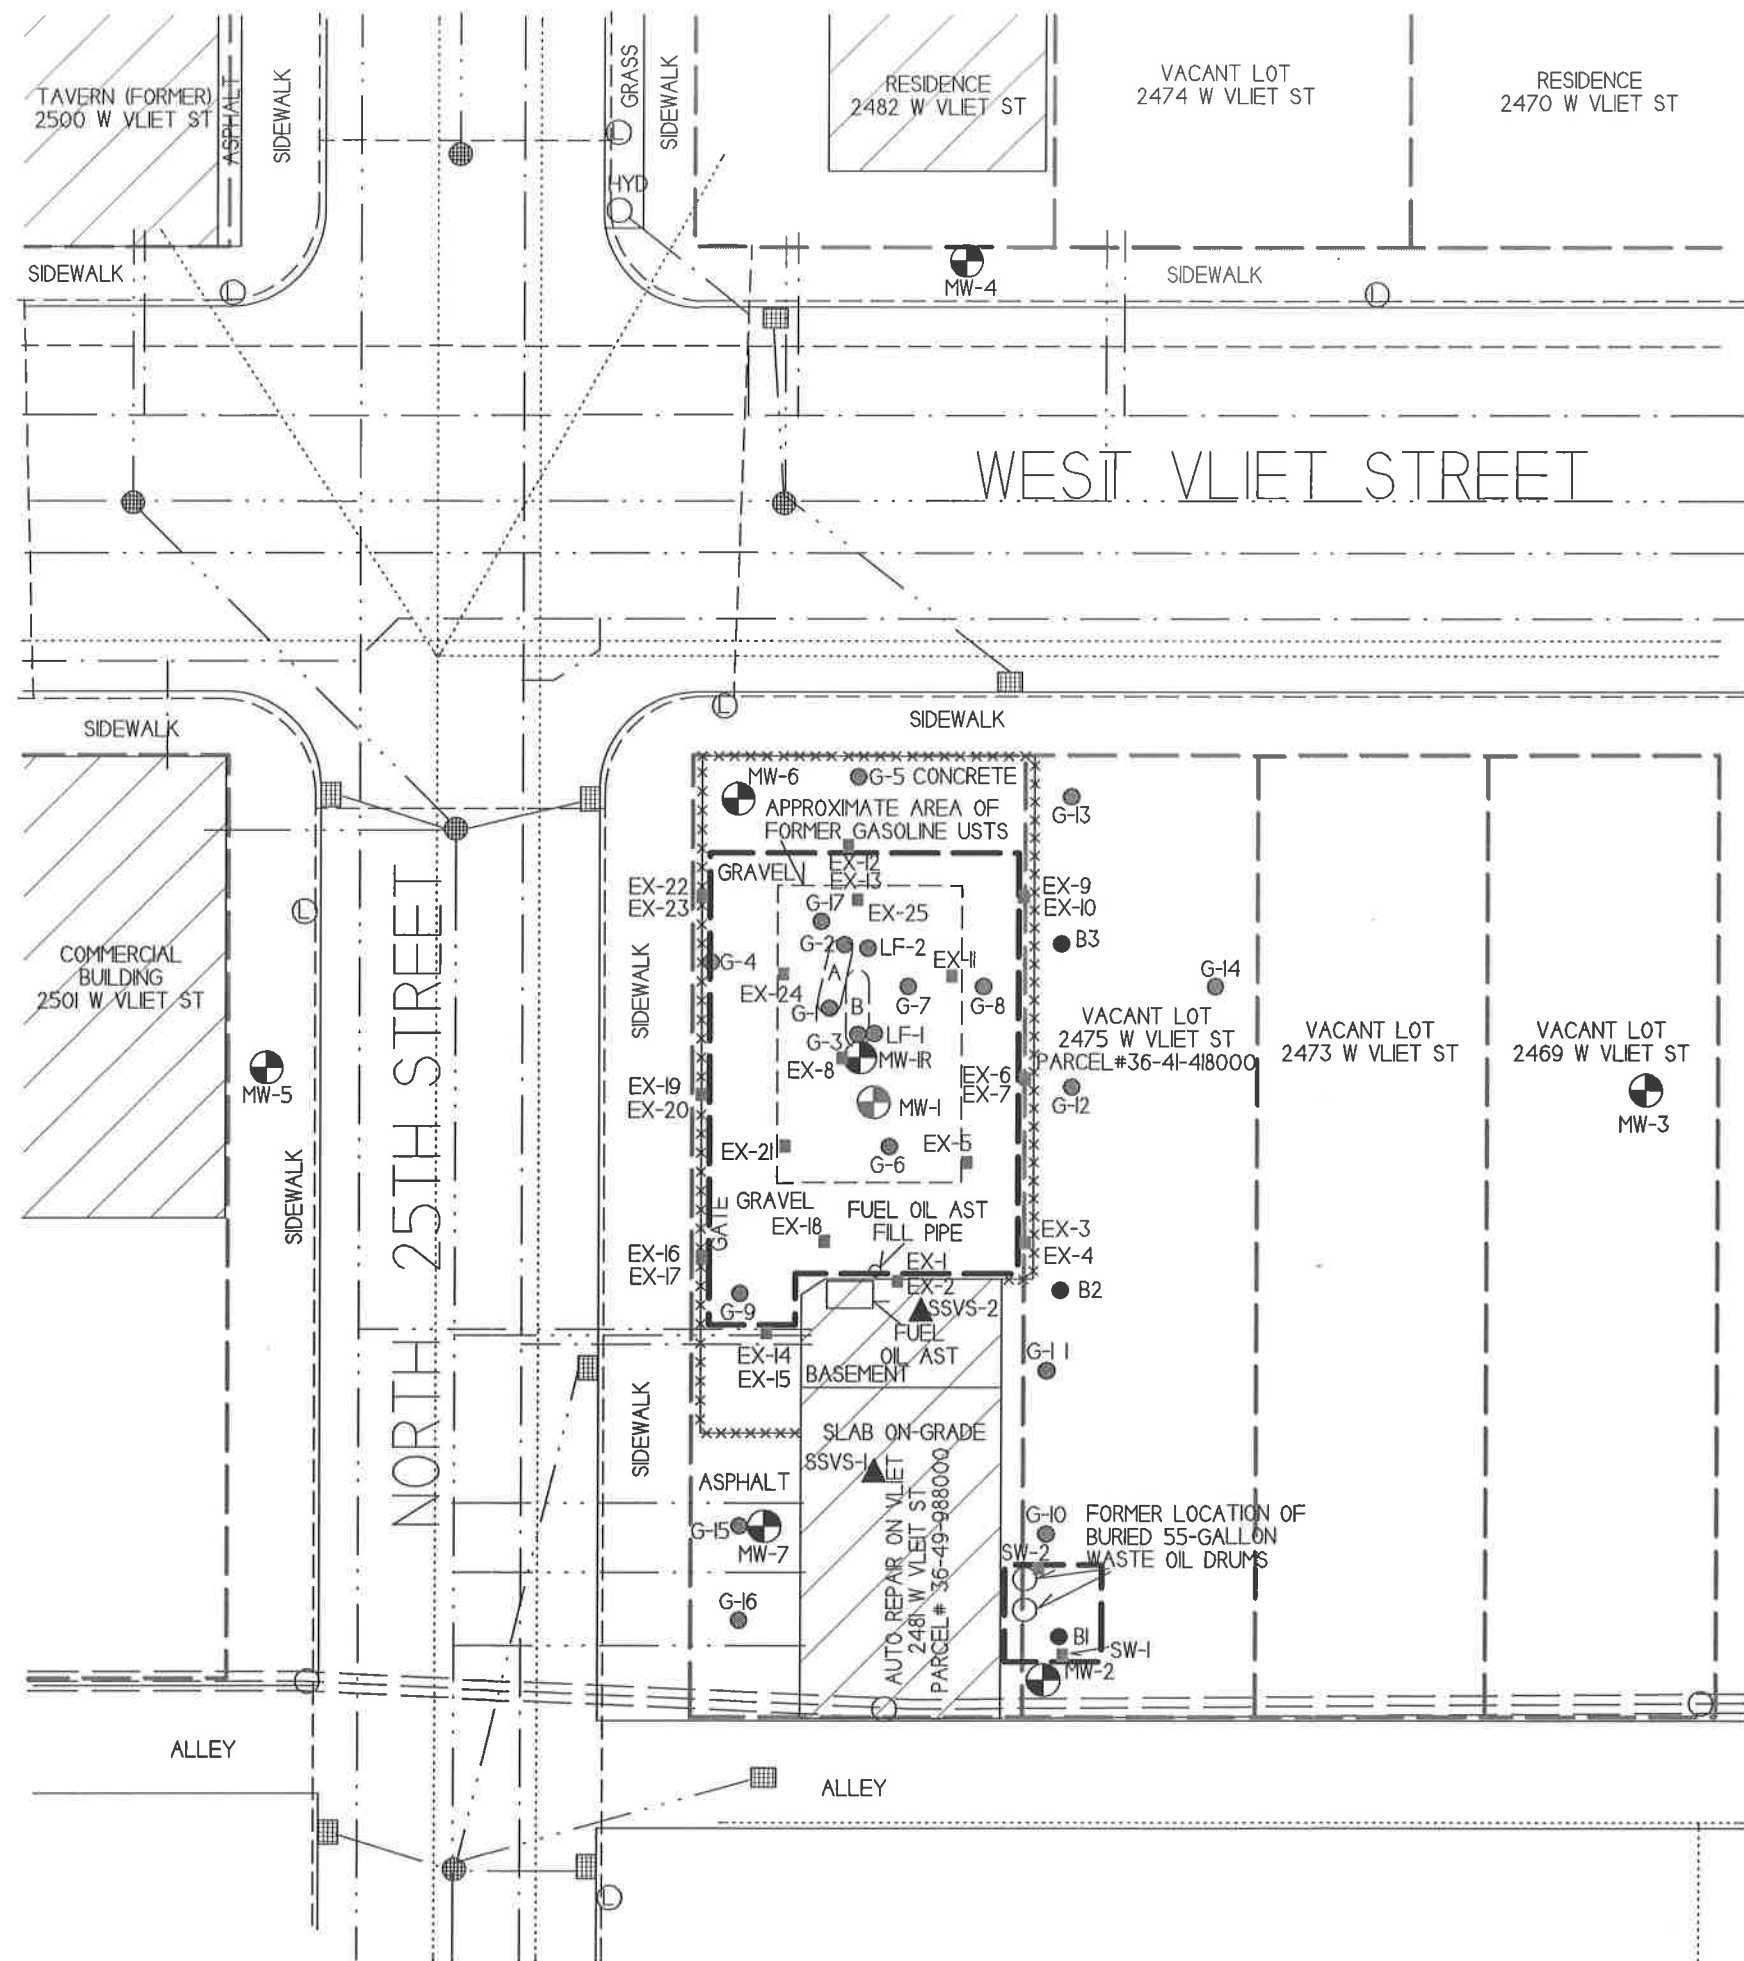 TAVERN (FORMER)
2500 W VLIET ST
ASPHALT
SIDEWALK
GRASS
SIDEWALK
RESIDENCE
2482 W VLIET ST
VACANT LOT
2474 W VLIET ST
RESIDENCE
2470 W VLIET ST
L
HYD
SIDEWALK
L
MW-4
SIDEWALK
L
WEST VLIET STREET
SIDEWALK
L
SIDEWALK
MW-6
G-5 CONCRETE
APPROXIMATE AREA OF
FORMER GASOLINE USTS
G-13
EX-12
EX-13
GRAVEL
EX-22
EX-23
EX-9
EX-10
G-17
EX-25
L
G-2
LF-2
B3
COMMERCIAL
BUILDING
2501 W VLIET ST
SIDEWALK
G-4
A
EX-11
G-14
EX-24
G-1
B
G-7
G-8
VACANT LOT
2475 W VLIET ST
PARCEL#36-41-418000
VACANT LOT
2473 W VLIET ST
VACANT LOT
2469 W VLIET ST
G-3
LF-1
EX-8
MW-1R
EX-6
EX-7
MW-5
EX-19
EX-20
MW-1
G-12
MW-3
EX-21
G-6
EX-5
SIDEWALK
NORTH 25TH STREET
GRAVEL
GATE
EX-18
FUEL OIL AST
FILL PIPE
EX-16
EX-17
EX-3
EX-4
EX-1
EX-2
B2
G-9
SSVS-2
FUEL
OIL AST
EX-14
EX-15
BASEMENT
G-11
SIDEWALK
SLAB ON-GRADE
SSVS-1
ASPHALT
AUTO REPAIR ON VLIET
2481 W VLEIT ST
PARCEL# 36-49-988000
G-15
MW-7
G-10
FORMER LOCATION OF
BURIED 55-GALLON
WASTE OIL DRUMS
SW-2
G-16
B1
SW-1
MW-2
ALLEY
ALLEY
L